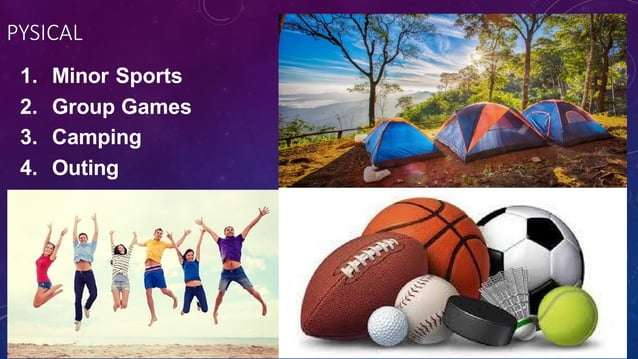 PYSICAL
1. Minor Sports
2. Group Games
3. Camping
4. Outing